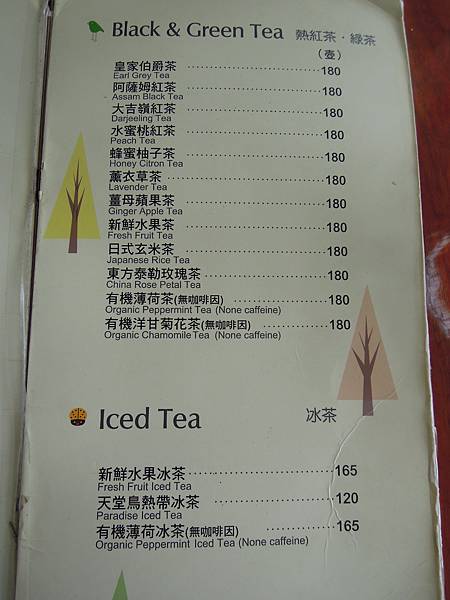 Black & Green Tea 熱紅茶·綠茶
(壺)
皇家伯爵茶 180
Earl Grey Tea
阿薩姆紅茶 180
Assam Black Tea
大吉嶺紅茶 180
Darjeeling Tea
水蜜桃紅茶 180
Peach Tea
蜂蜜柚子茶 180
Honey Citron Tea
薰衣草茶 180
Lavender Tea
薑母蘋果茶 180
Ginger Apple Tea
新鮮水果茶 180
Fresh Fruit Tea
日式玄米茶 180
Japanese Rice Tea
東方泰勒玫瑰茶 180
China Rose Petal Tea
有機薄荷茶(無咖啡因) 180
Organic Peppermint Tea (None caffeine)
有機洋甘菊花茶(無咖啡因) 180
Organic Chamomile Tea (None caffeine)
Iced Tea 冰茶
新鮮水果冰茶 165
Fresh Fruit Iced Tea
天堂鳥熱帶冰茶 120
Paradise Iced Tea
有機薄荷冰茶(無咖啡因) 165
Organic Peppermint Iced Tea (None caffeine)